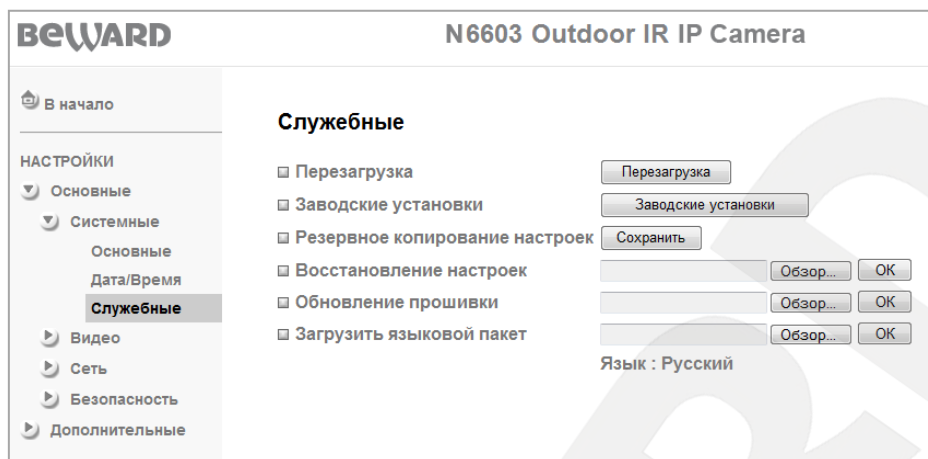 BEWARD
N6603 Outdoor IR IP Camera
В начало
НАСТРОЙКИ
Основные
Системные
Основные
Дата/Время
Служебные
Видео
Сеть
Безопасность
Дополнительные
Служебные
Перезагрузка Перезагрузка
Заводские установки Заводские установки
Резервное копирование настроек Сохранить
Восстановление настроек Обзор... OK
Обновление прошивки Обзор... OK
Загрузить языковой пакет Обзор... OK
Язык : Русский